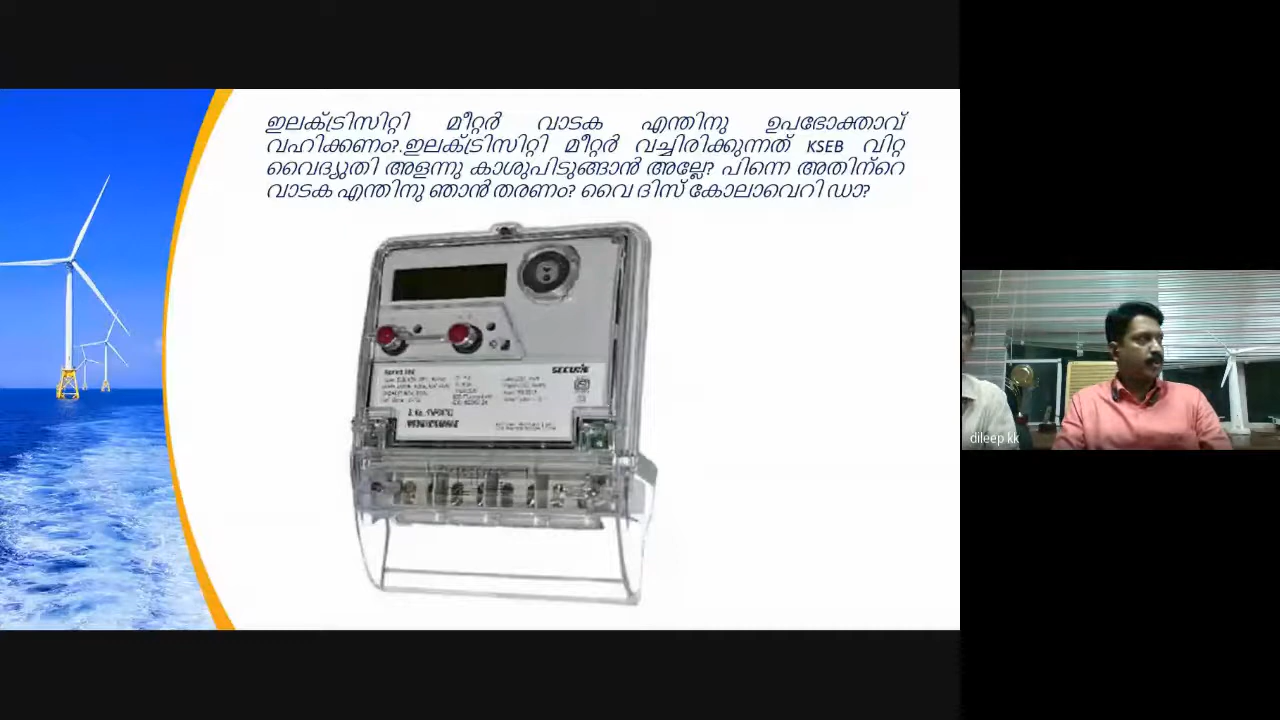 ഇലക്ട്രിസിറ്റി മീറ്റർ വാടക എന്തിനു ഉപഭോക്താവ്
വഹിക്കണം?.ഇലക്ട്രിസിറ്റി മീറ്റർ വച്ചിരിക്കുന്നത് KSEB വിറ്റ
വൈദ്യുതി അളന്നു കാശുപിടുങ്ങാൻ അല്ലേ? പിന്നെ അതിന്റെ
വാടക എന്തിനു ഞാൻ തരണം? വൈ ദിസ് കോലാവെറി ഡാ?
SECURE
dileep kk